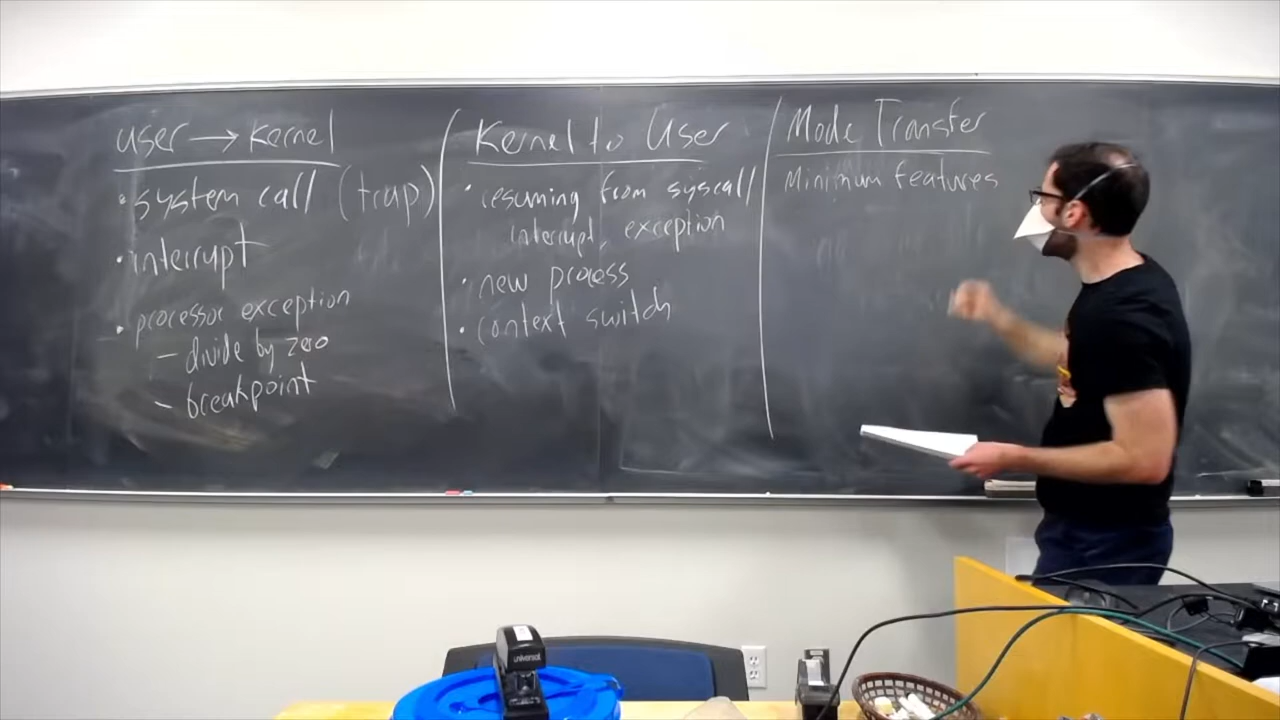 user → Kernel
• system call (trap)
• interrupt
• processor exception
– divide by zero
– breakpoint
Kernel to User
• resuming from syscall
interrupt, exception
• new process
• context switch
Mode Transfer
Minimum features
universal